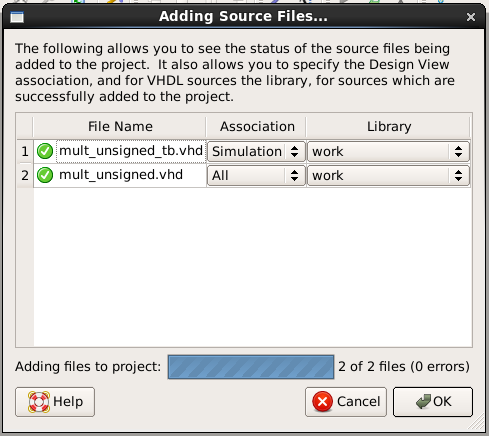 Adding Source Files...
The following allows you to see the status of the source files being
added to the project.  It also allows you to specify the Design View
association, and for VHDL sources the library, for sources which are
successfully added to the project.
File Name Association Library
1 mult_unsigned_tb.vhd Simulation work
2 mult_unsigned.vhd All work
Adding files to project: 2 of 2 files (0 errors)
Help Cancel OK